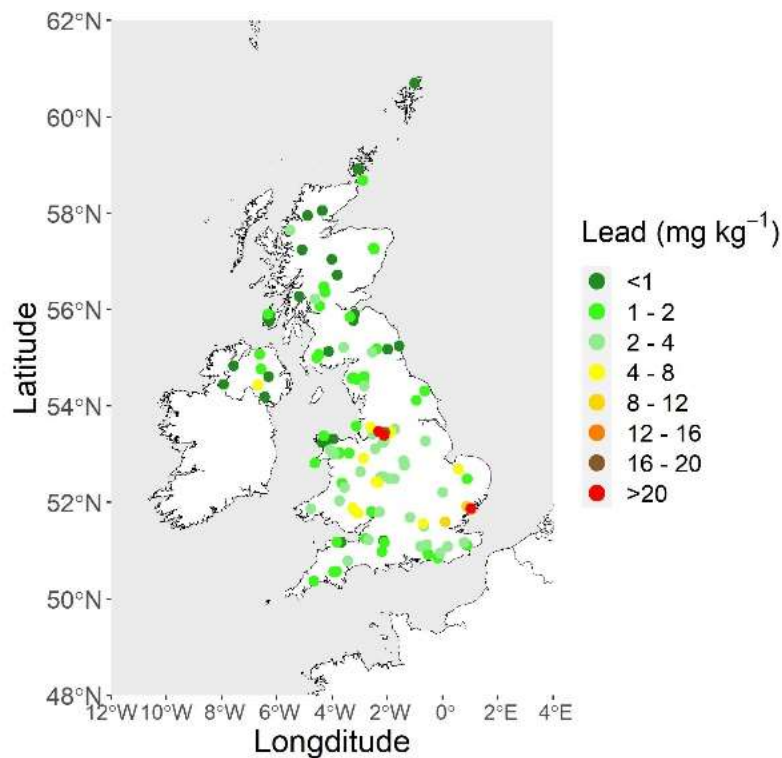 62°N
60°N
58°N
56°N
54°N
52°N
50°N
48°N
Latitude
12°W 10°W 8°W 6°W 4°W 2°W 0° 2°E 4°E
Longditude
Lead (mg kg⁻¹)
<1
1 - 2
2 - 4
4 - 8
8 - 12
12 - 16
16 - 20
>20